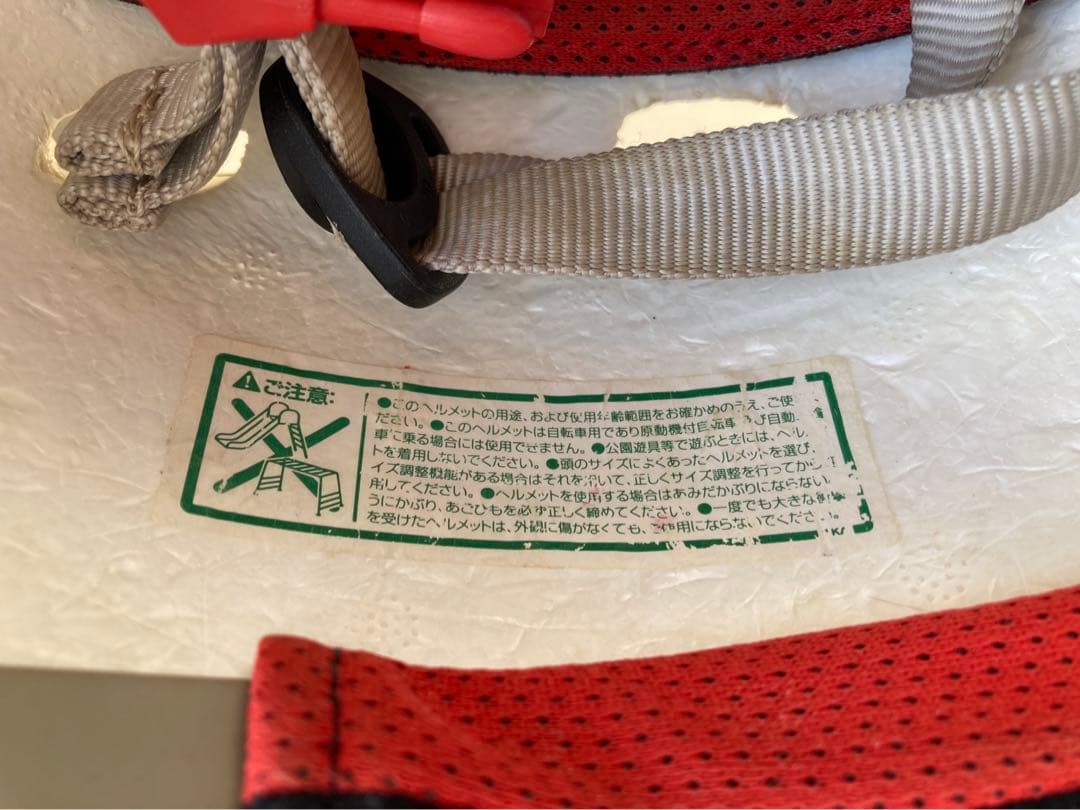 ご注意:
●このヘルメットの用途、および使用年齢範囲をお確かめのうえ、ご使
ださい。●このヘルメットは自転車用であり原動機付自転車及び自動
車に乗る場合には使用できません。●公園遊具等で遊ぶときには、ヘル
トを着用しないでください。●頭のサイズによくあったヘルメットを選び、
イズ調整機能がある場合はそれを用いて、正しくサイズ調整を行ってから
用してください。●ヘルメットを使用する場合はあみだかぶりにならない
うにかぶり、あごひもを必ず正しく締めてください。●一度でも大きな
を受けたヘルメットは、外観に傷がなくても、ご使用にならないでください。